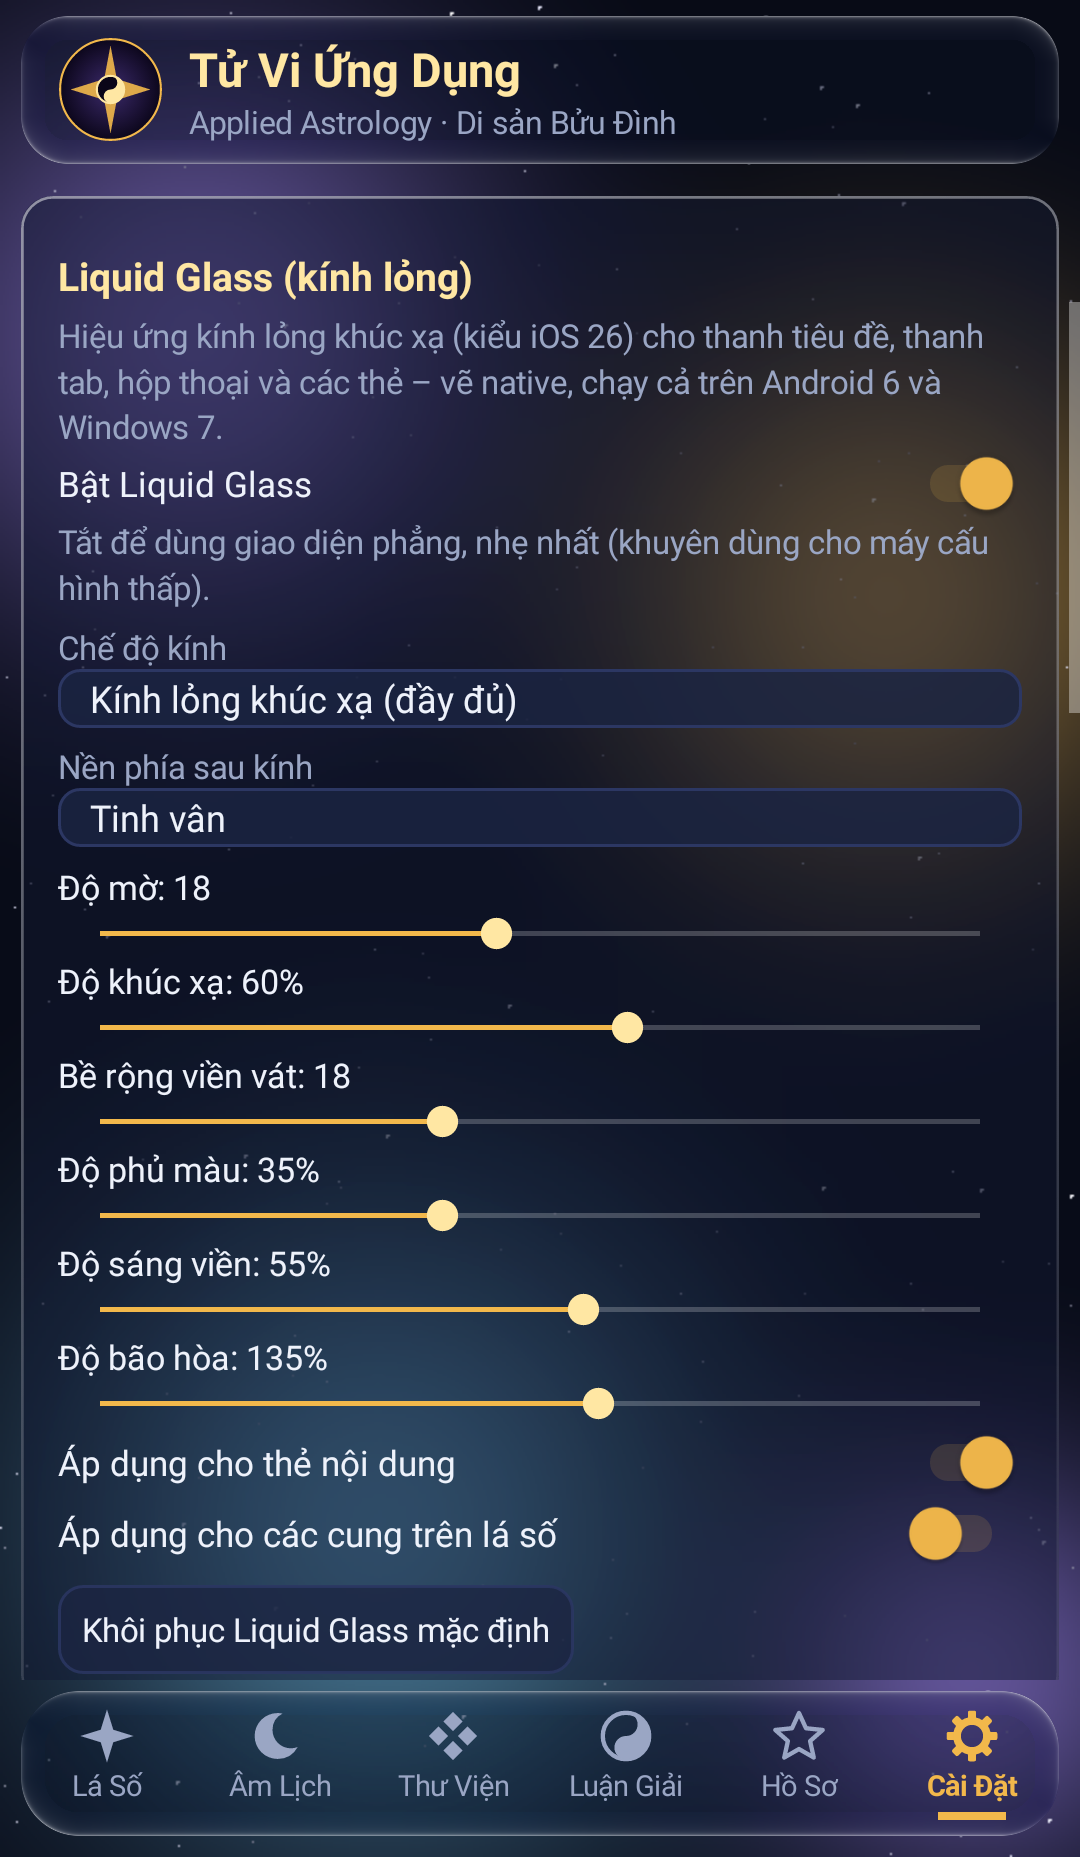 Tử Vi Ứng Dụng
Applied Astrology · Di sản Bửu Đình
Liquid Glass (kính lỏng)
Hiệu ứng kính lỏng khúc xạ (kiểu iOS 26) cho thanh tiêu đề, thanh
tab, hộp thoại và các thẻ – vẽ native, chạy cả trên Android 6 và
Windows 7.
Bật Liquid Glass
Tắt để dùng giao diện phẳng, nhẹ nhất (khuyên dùng cho máy cấu
hình thấp).
Chế độ kính
Kính lỏng khúc xạ (đầy đủ)
Nền phía sau kính
Tinh vân
Độ mờ: 18
Độ khúc xạ: 60%
Bề rộng viền vát: 18
Độ phủ màu: 35%
Độ sáng viền: 55%
Độ bão hòa: 135%
Áp dụng cho thẻ nội dung
Áp dụng cho các cung trên lá số
Khôi phục Liquid Glass mặc định
Lá Số
Âm Lịch
Thư Viện
Luận Giải
Hồ Sơ
Cài Đặt